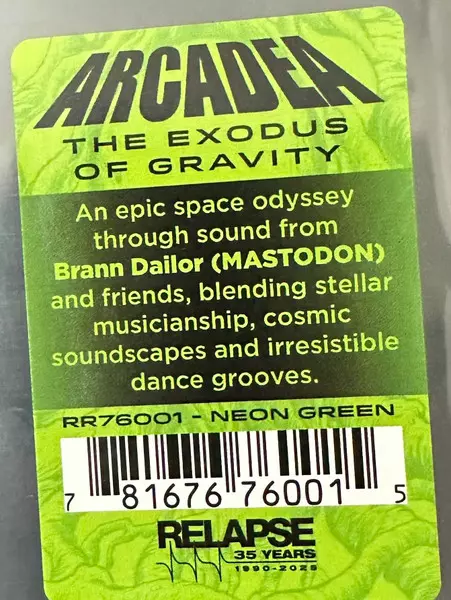 ARCADEA
THE EXODUS
OF GRAVITY
An epic space odyssey
through sound from
Brann Dailor (MASTODON)
and friends, blending stellar
musicianship, cosmic
soundscapes and irresistible
dance grooves.
RR76001 - NEON GREEN
7 81676 76001 5
RELAPSE
35 YEARS
1990-2025